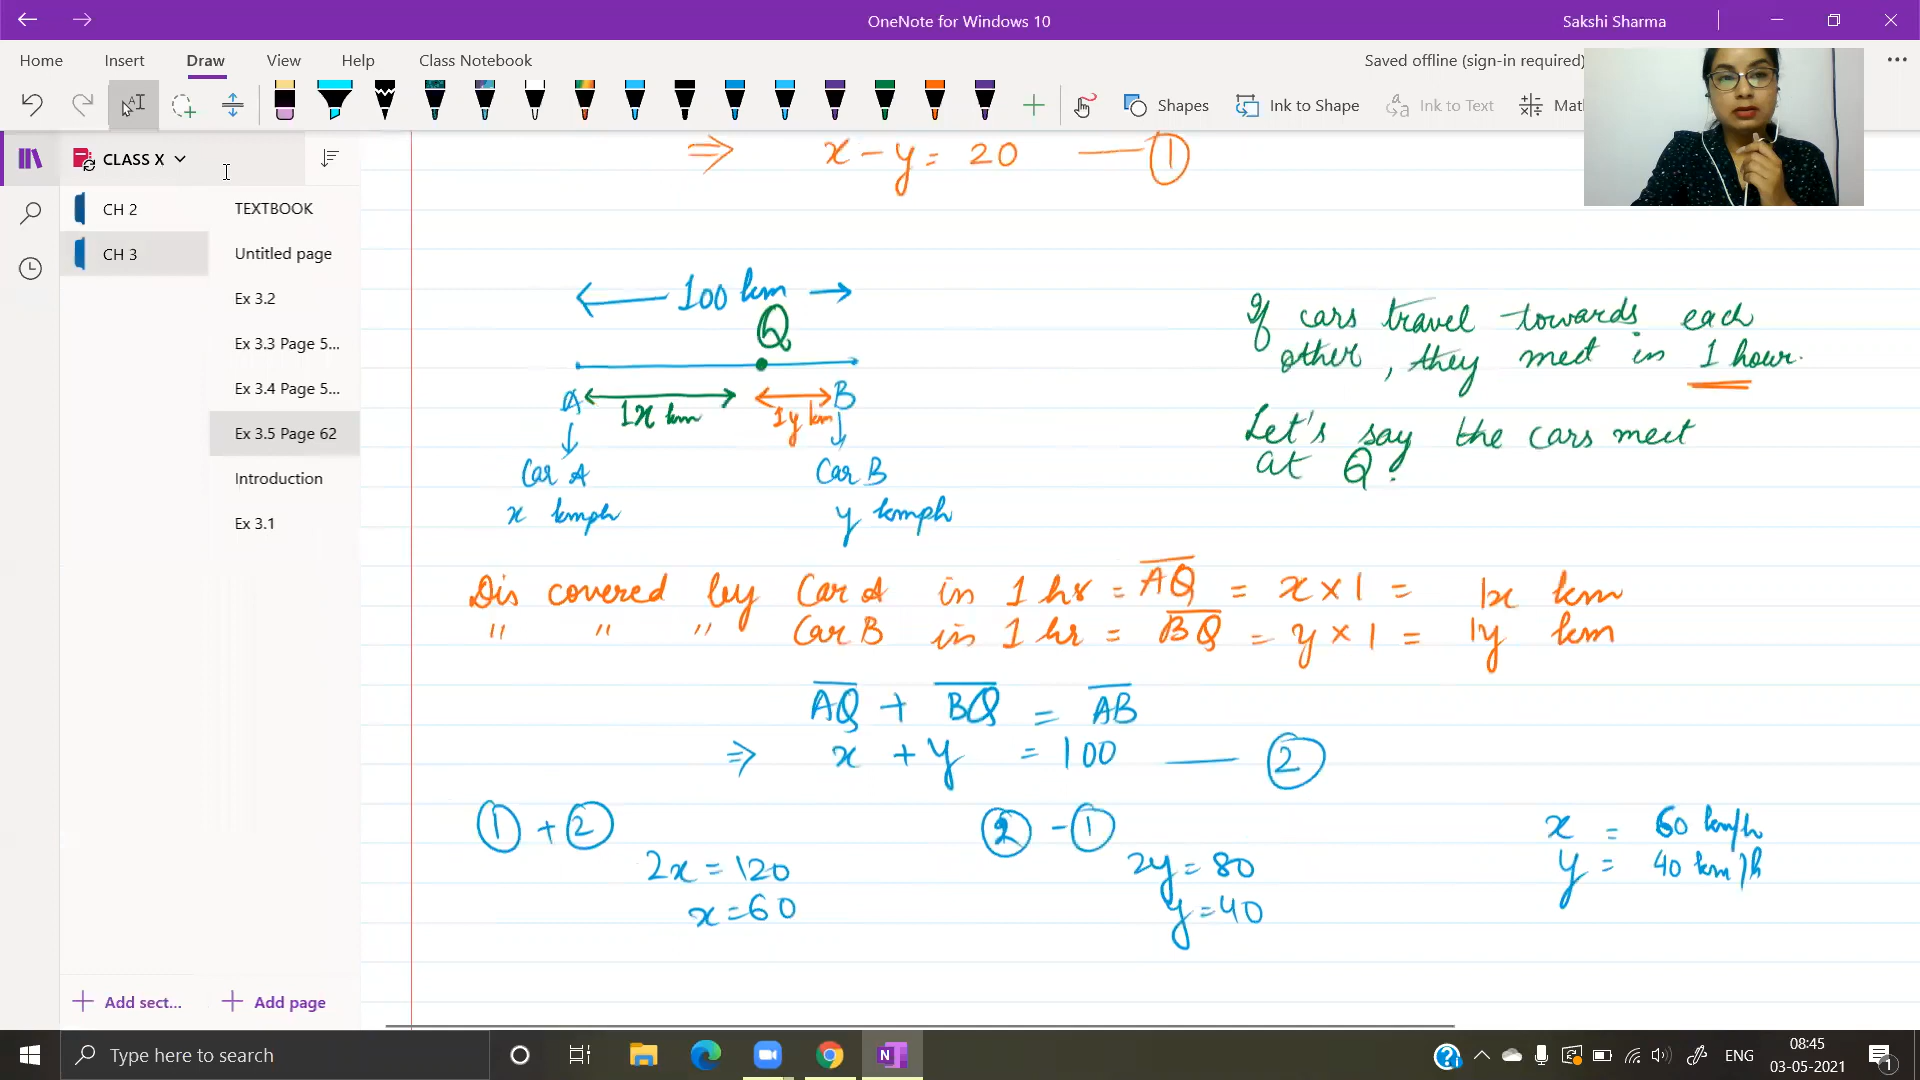 OneNote for Windows 10
Sakshi Sharma
Home Insert Draw View Help Class Notebook
Saved offline (sign-in required)
Shapes Ink to Shape Ink to Text Mat
CLASS X
CH 2
CH 3
TEXTBOOK
Untitled page
Ex 3.2
Ex 3.3 Page 5...
Ex 3.4 Page 5...
Ex 3.5 Page 62
Introduction
Ex 3.1
Add sect...
Add page
⇒ x - y = 20 — ①
100 km
Q
A 1x km 1y km B
Car A Car B
x kmph y kmph
If cars travel towards each
other, they meet in 1 hour.
Let's say the cars meet
at Q.
Dis covered by Car A in 1 hr = AQ = x × 1 = 1x km
" " " Car B in 1 hr = BQ = y × 1 = 1y km
AQ + BQ = AB
⇒ x + y = 100 — ②
① + ②
2x = 120
x = 60
② - ①
2y = 80
y = 40
x = 60 km/h
y = 40 km/h
Type here to search
ENG
08:45
03-05-2021
1